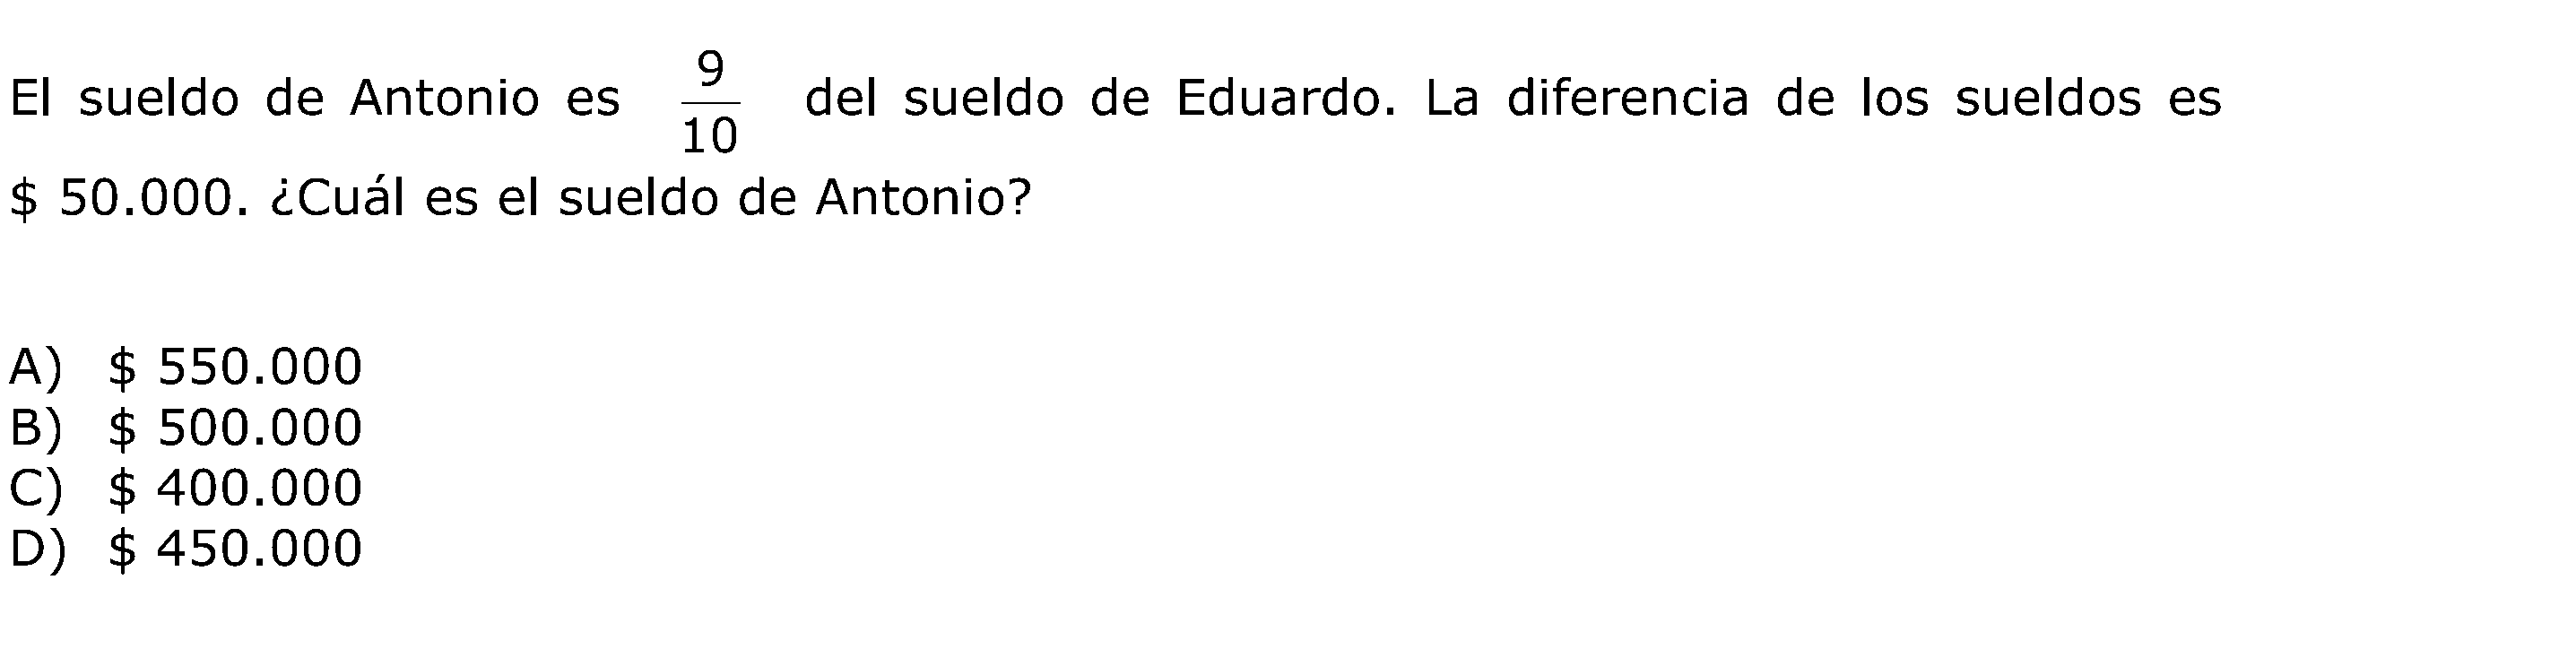 El sueldo de Antonio es 9/10 del sueldo de Eduardo. La diferencia de los sueldos es
$ 50.000. ¿Cuál es el sueldo de Antonio?
A) $ 550.000
B) $ 500.000
C) $ 400.000
D) $ 450.000